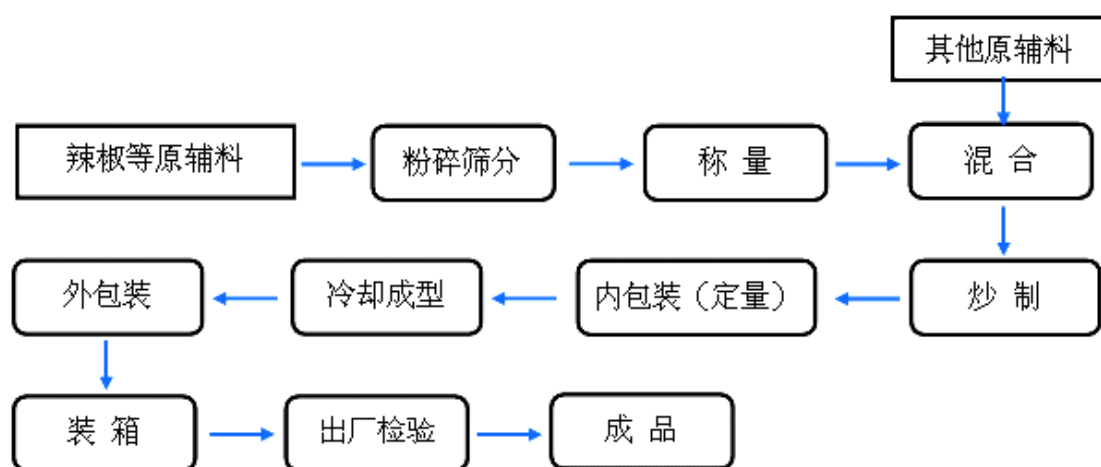 其他原辅料
辣椒等原辅料
粉碎筛分
称 量
混 合
外包装
冷却成型
内包装（定量）
炒 制
装 箱
出厂检验
成 品